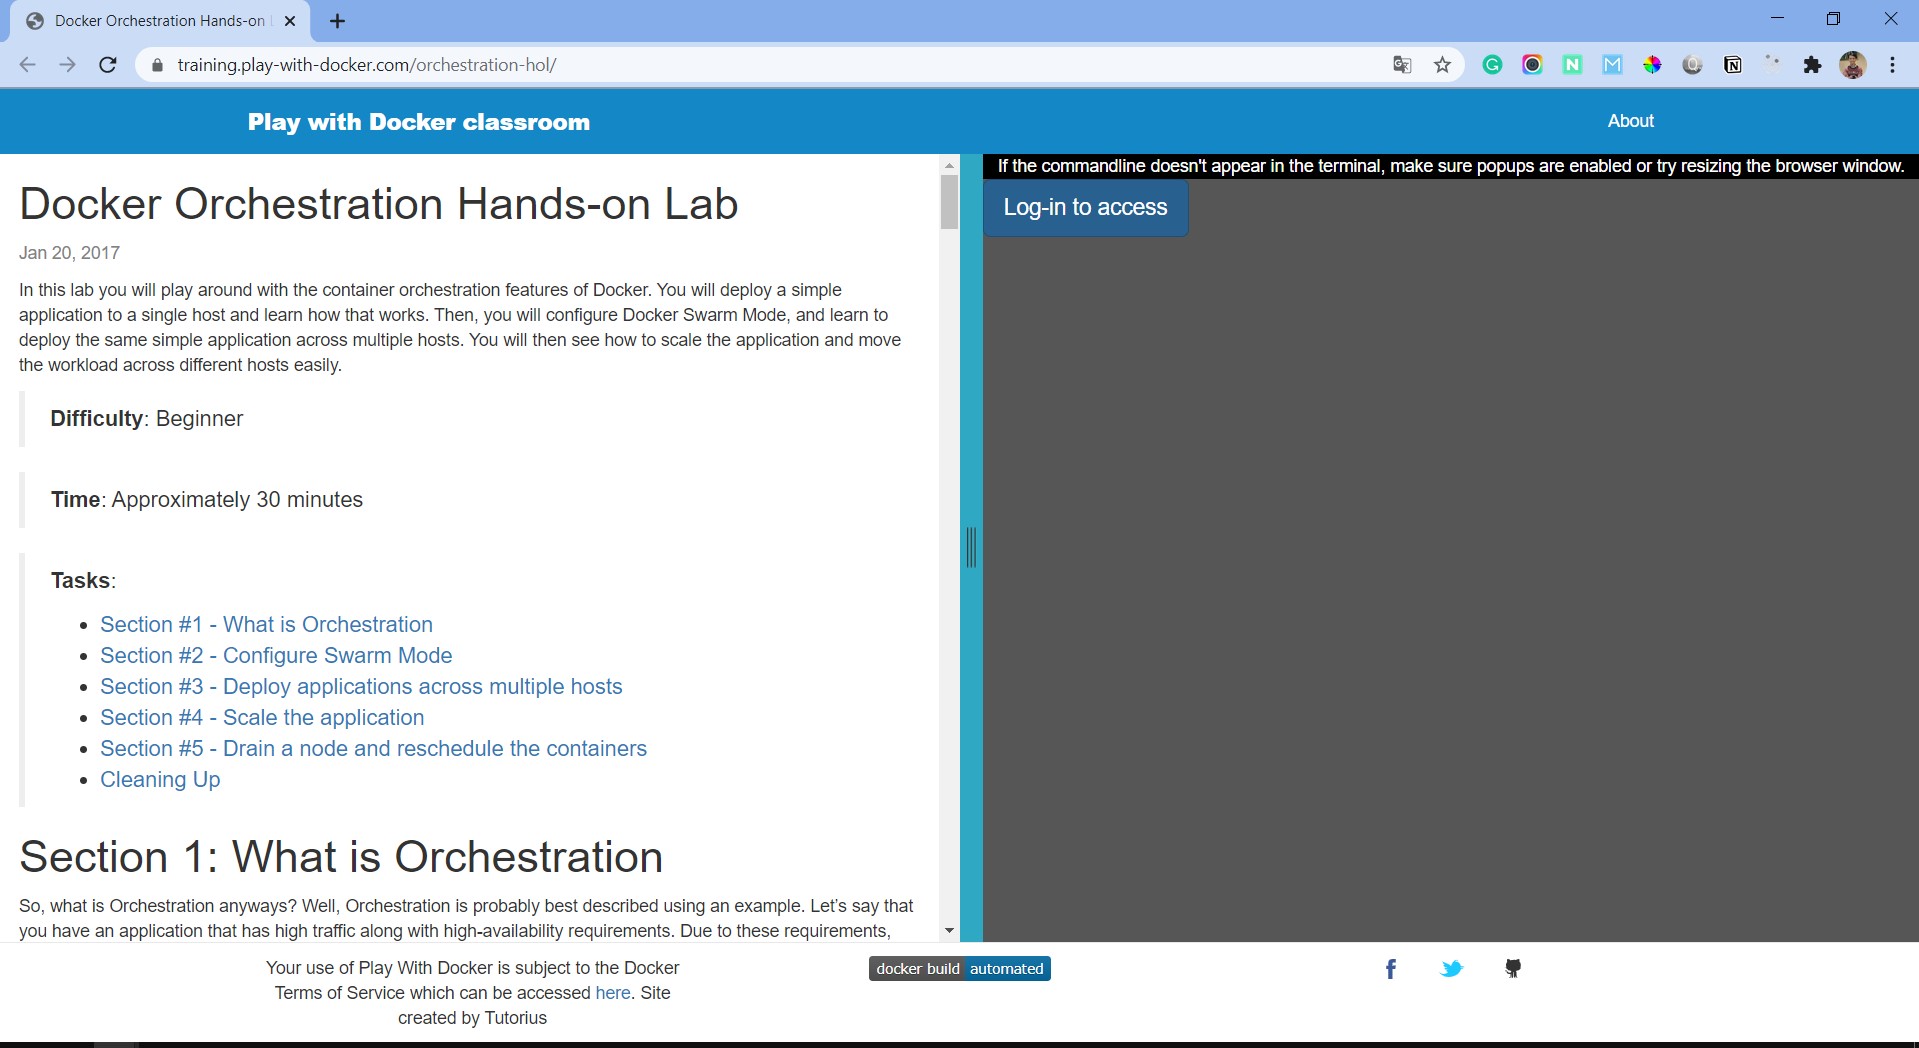 Docker Orchestration Hands-on
training.play-with-docker.com/orchestration-hol/
Play with Docker classroom
About
Docker Orchestration Hands-on Lab
Jan 20, 2017
In this lab you will play around with the container orchestration features of Docker. You will deploy a simple
application to a single host and learn how that works. Then, you will configure Docker Swarm Mode, and learn to
deploy the same simple application across multiple hosts. You will then see how to scale the application and move
the workload across different hosts easily.
Difficulty: Beginner
Time: Approximately 30 minutes
Tasks:
Section #1 - What is Orchestration
Section #2 - Configure Swarm Mode
Section #3 - Deploy applications across multiple hosts
Section #4 - Scale the application
Section #5 - Drain a node and reschedule the containers
Cleaning Up
Section 1: What is Orchestration
So, what is Orchestration anyways? Well, Orchestration is probably best described using an example. Let’s say that
you have an application that has high traffic along with high-availability requirements. Due to these requirements,
If the commandline doesn't appear in the terminal, make sure popups are enabled or try resizing the browser window.
Log-in to access
Your use of Play With Docker is subject to the Docker
Terms of Service which can be accessed here. Site
created by Tutorius
docker build automated